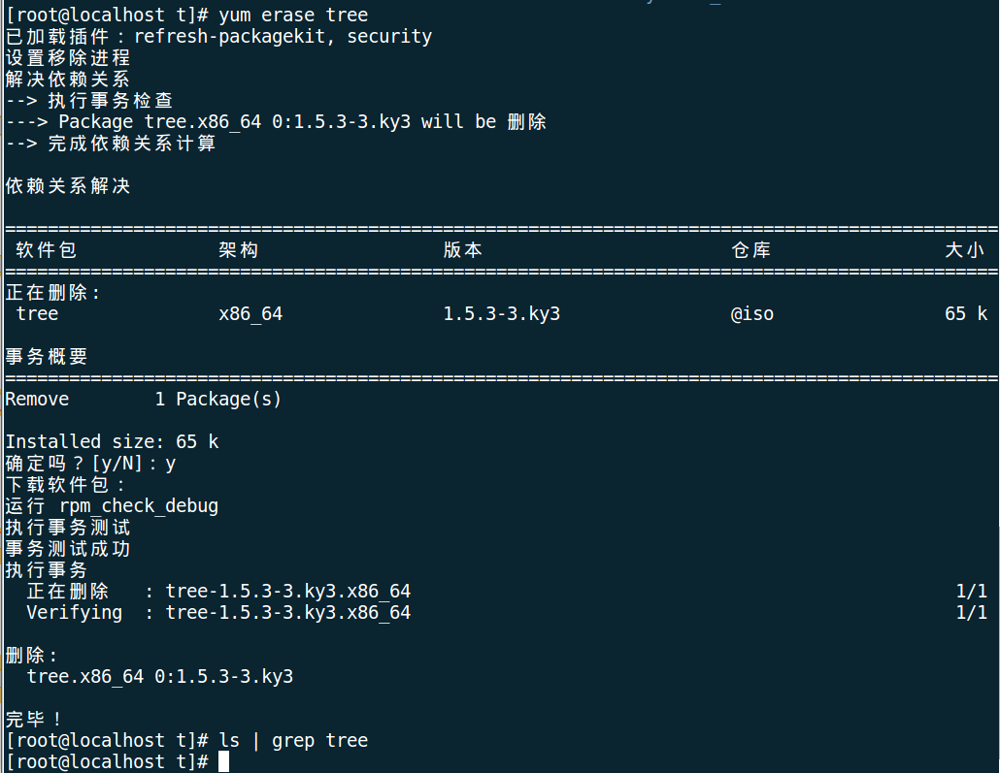 [root@localhost t]# yum erase tree
已加载插件：refresh-packagekit, security
设置移除进程
解决依赖关系
--> 执行事务检查
---> Package tree.x86_64 0:1.5.3-3.ky3 will be 删除
--> 完成依赖关系计算
依赖关系解决
================================================================================
软件包 架构 版本 仓库 大小
================================================================================
正在删除:
tree x86_64 1.5.3-3.ky3 @iso 65 k
事务概要
================================================================================
Remove 1 Package(s)
Installed size: 65 k
确定吗？[y/N]：y
下载软件包：
运行 rpm_check_debug
执行事务测试
事务测试成功
执行事务
正在删除 : tree-1.5.3-3.ky3.x86_64 1/1
Verifying : tree-1.5.3-3.ky3.x86_64 1/1
删除:
tree.x86_64 0:1.5.3-3.ky3
完毕！
[root@localhost t]# ls | grep tree
[root@localhost t]#